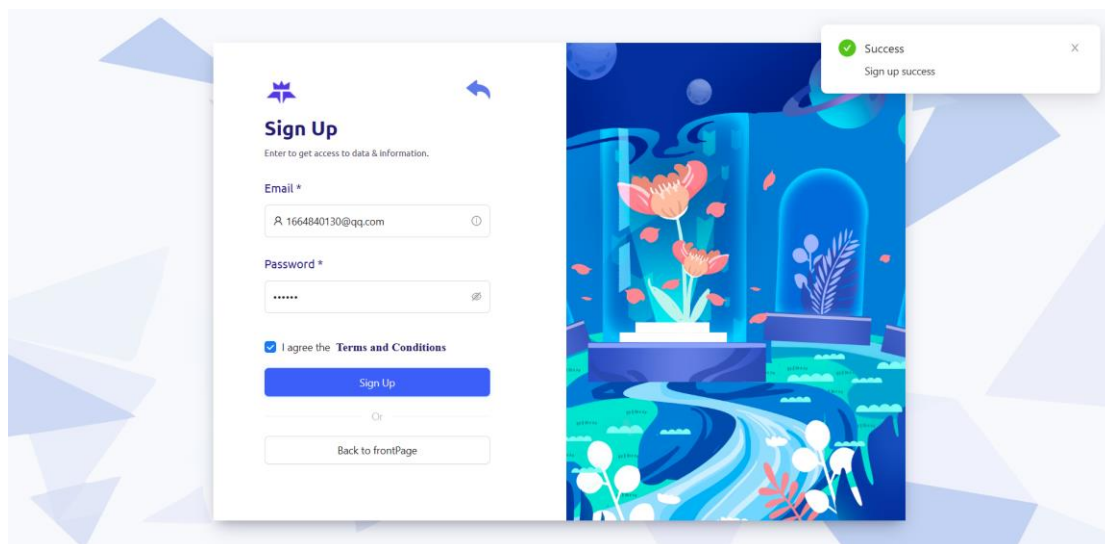 Success
Sign up success
Sign Up
Enter to get access to data & information.
Email *
1664840130@qq.com
Password *
••••••
I agree the Terms and Conditions
Sign Up
Or
Back to frontPage